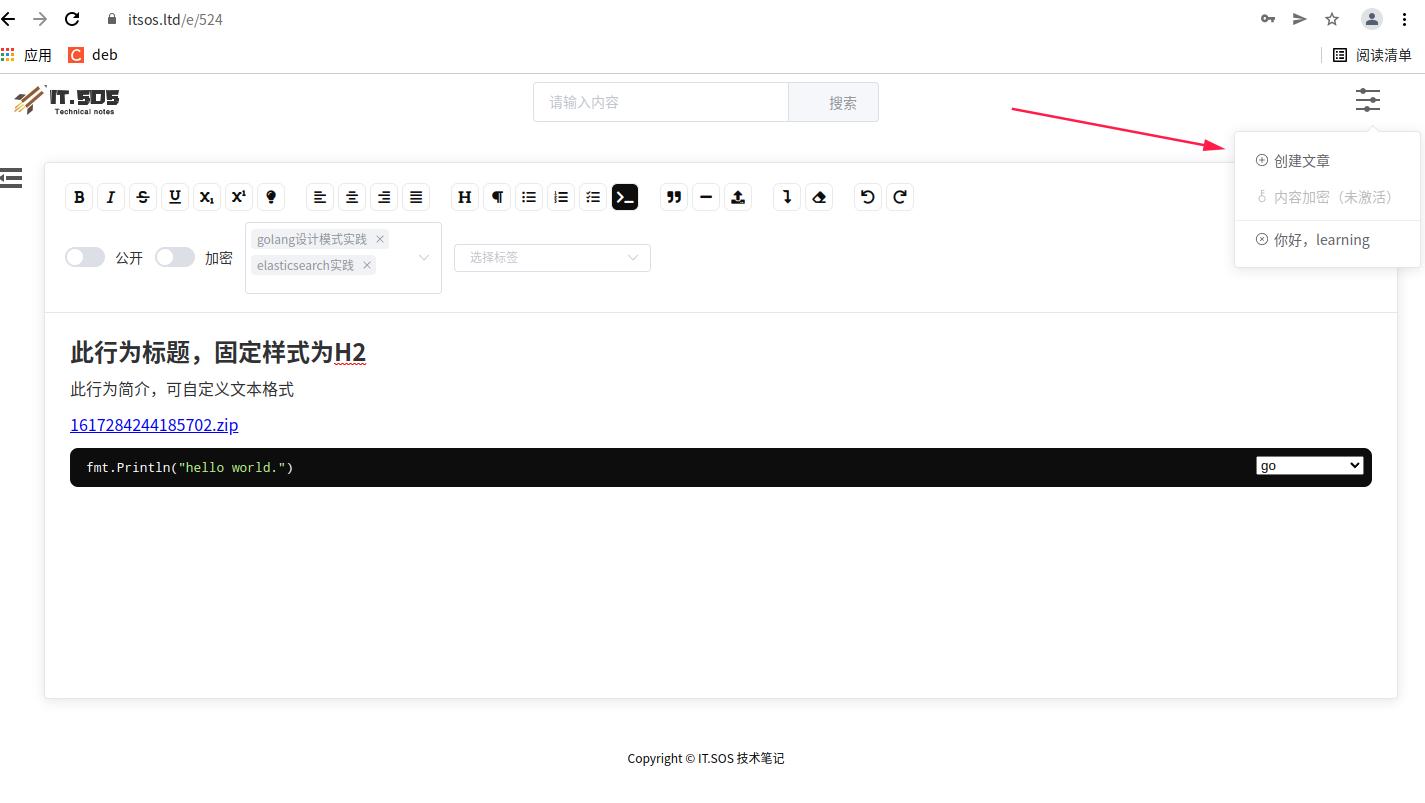 itsos.ltd/e/524
应用
deb
阅读清单
IT.SOS
Technical notes
请输入内容
搜索
创建文章
内容加密（未激活）
你好，learning
B I S U X₁ X¹
H ¶
公开
加密
golang设计模式实践 ×
elasticsearch实践 ×
选择标签
此行为标题，固定样式为H2
此行为简介，可自定义文本格式
1617284244185702.zip
fmt.Println("hello world.")
go
Copyright © IT.SOS 技术笔记